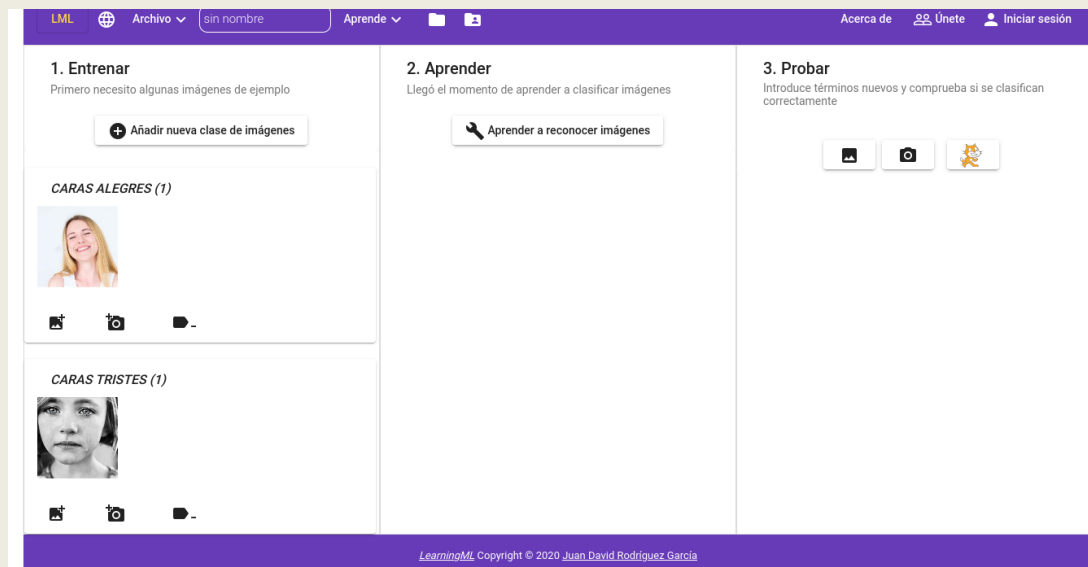 LML Archivo sin nombre Aprende Acerca de Únete Iniciar sesión
1. Entrenar
Primero necesito algunas imágenes de ejemplo
Añadir nueva clase de imágenes
CARAS ALEGRES (1)
CARAS TRISTES (1)
2. Aprender
Llegó el momento de aprender a clasificar imágenes
Aprender a reconocer imágenes
3. Probar
Introduce términos nuevos y comprueba si se clasifican
correctamente
LearningML Copyright © 2020 Juan David Rodríguez García